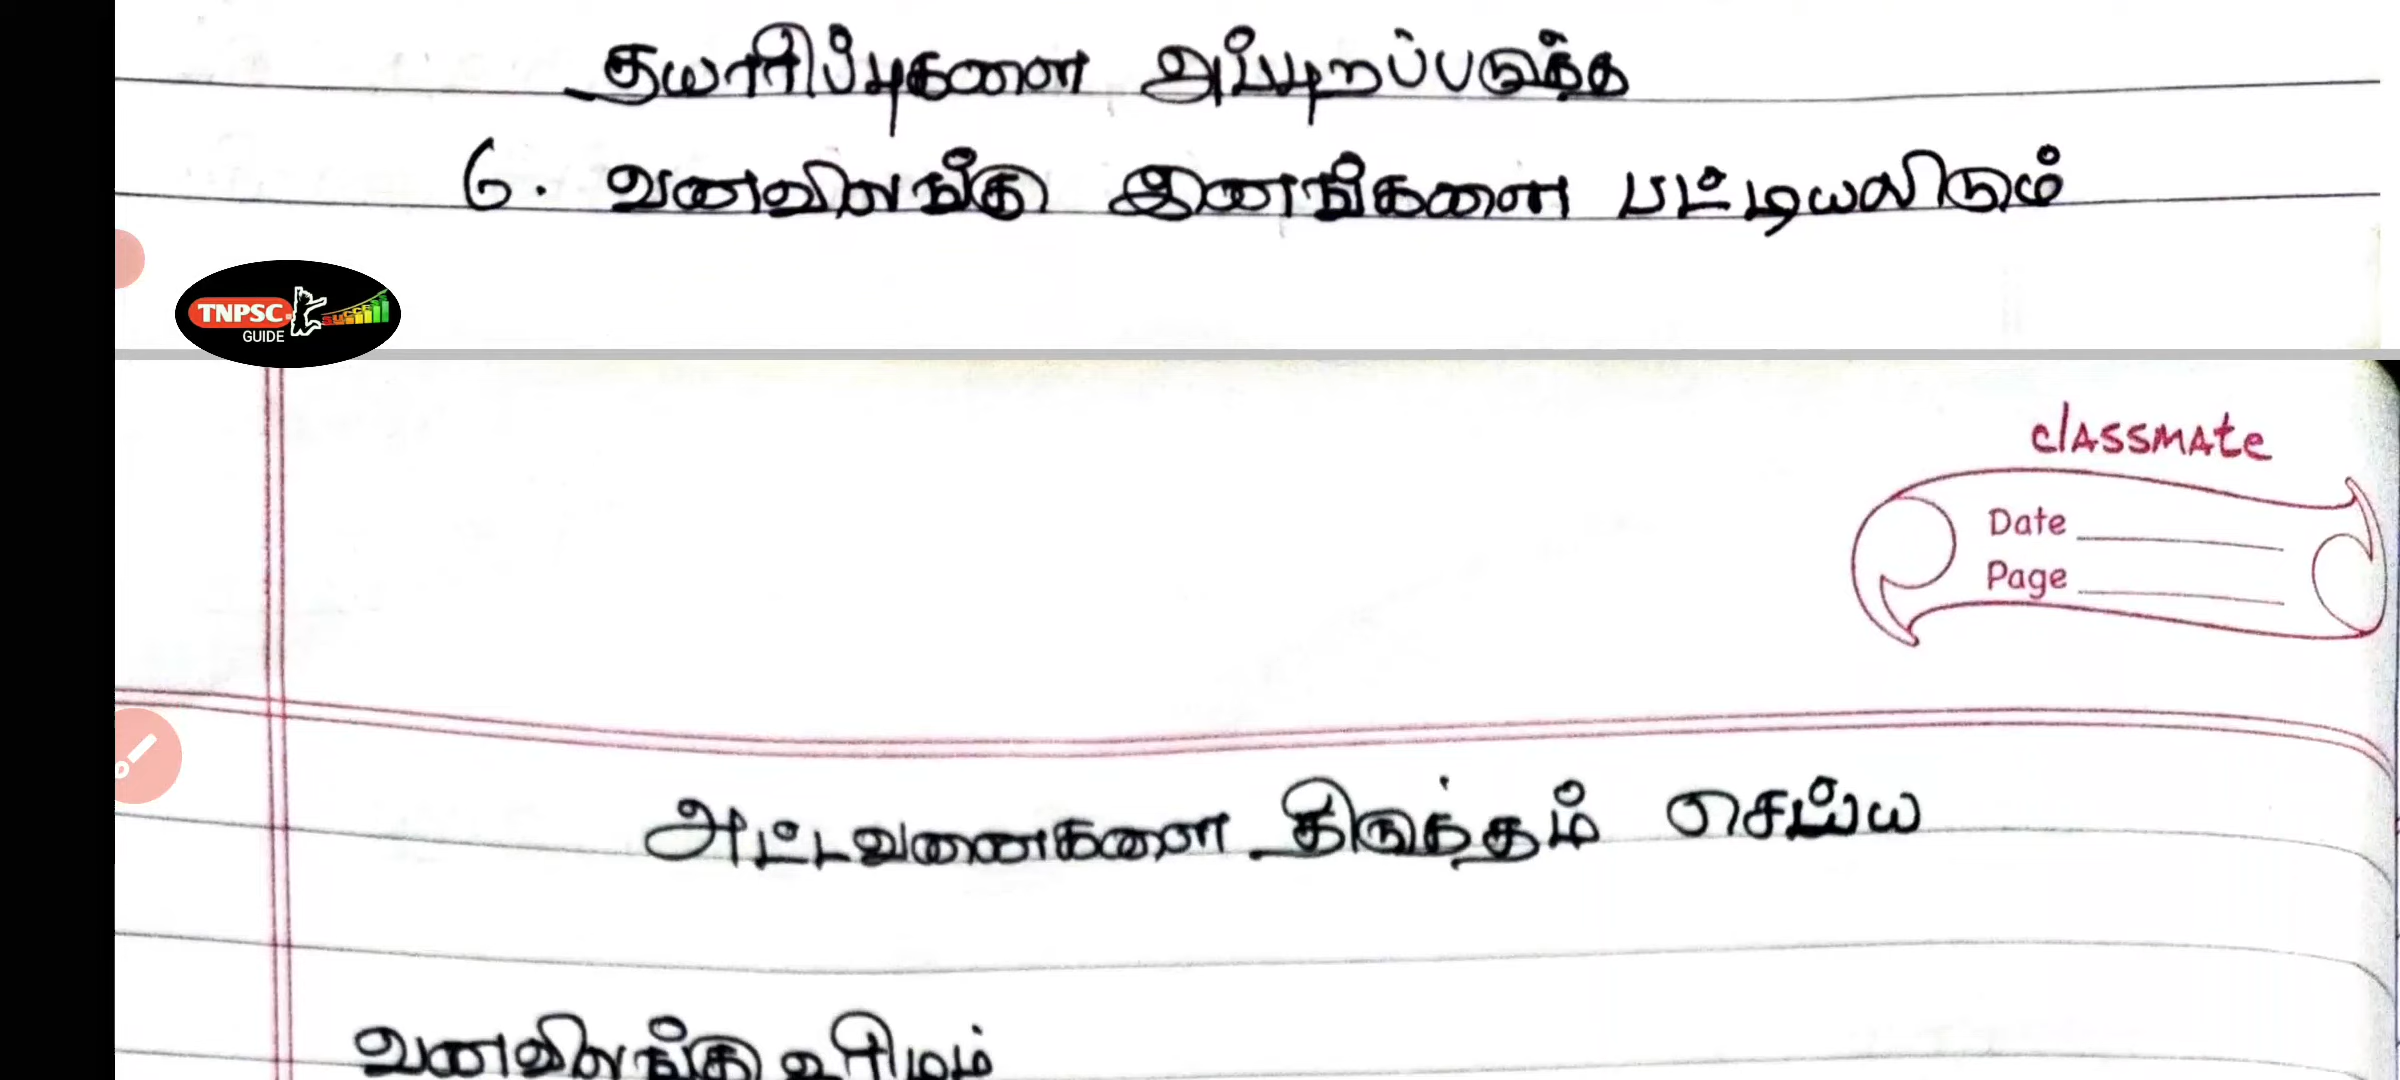 தயாரிப்புகளை அப்புறப்படுத்த
6. வனவிலங்கு இனங்களை பட்டியலிடும்
TNPSC
SUCCESS
GUIDE
classmate
Date
Page
அட்டவணைகளை திருத்தம் செய்ய
வனவிலங்கு உரிமம்